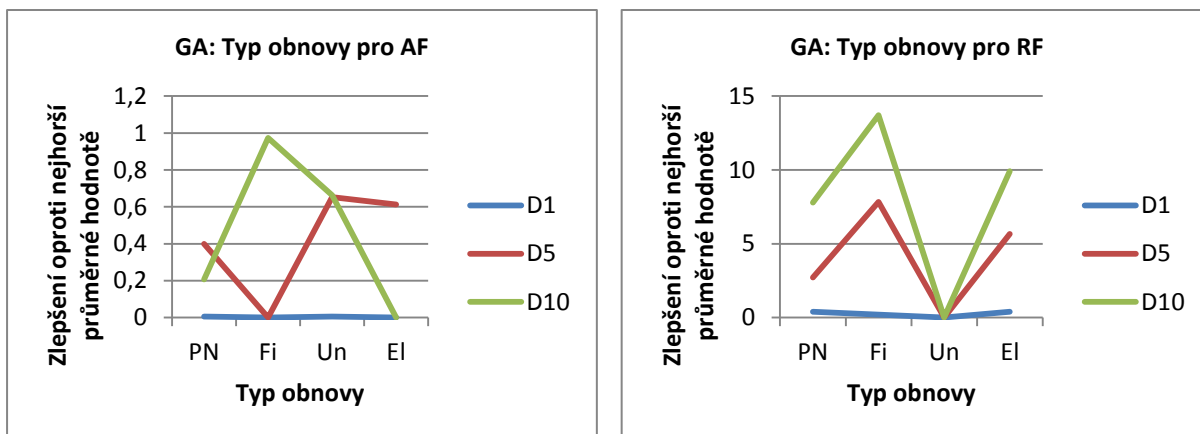 GA: Typ obnovy pro AF
Zlepšení oproti nejhorší
průměrné hodnotě
1,2
1
0,8
0,6
0,4
0,2
0
PN Fi Un El
Typ obnovy
D1
D5
D10
GA: Typ obnovy pro RF
Zlepšení oproti nejhorší
průměrné hodnotě
15
10
5
0
PN Fi Un El
Typ obnovy
D1
D5
D10